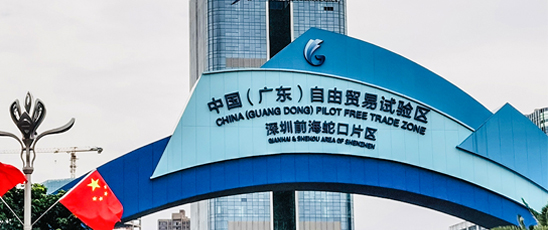 中国（广东）自由贸易试验区
CHINA (GUANG DONG) PILOT FREE TRADE ZONE
深圳前海蛇口片区
QIANHAI & SHEKOU AREA OF SHENZHEN